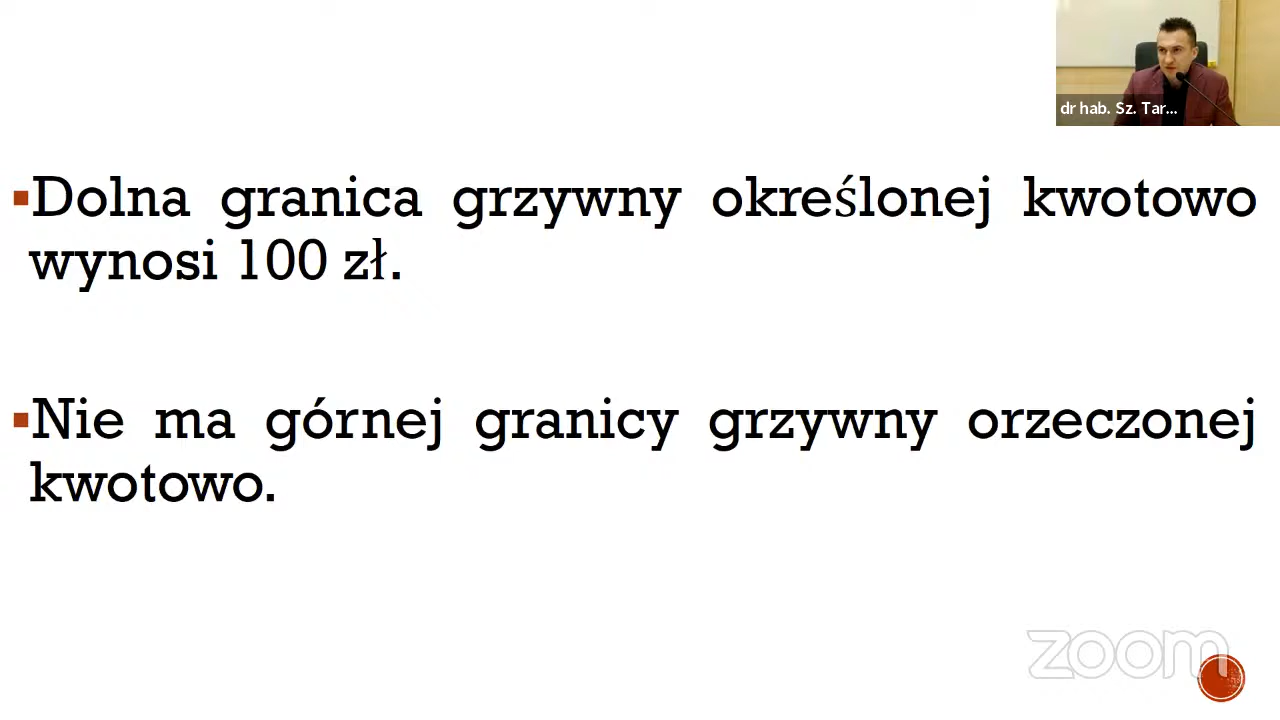 dr hab. Sz. Tar...
▪Dolna granica grzywny określonej kwotowo
wynosi 100 zł.
▪Nie ma górnej granicy grzywny orzeczonej
kwotowo.
zoom